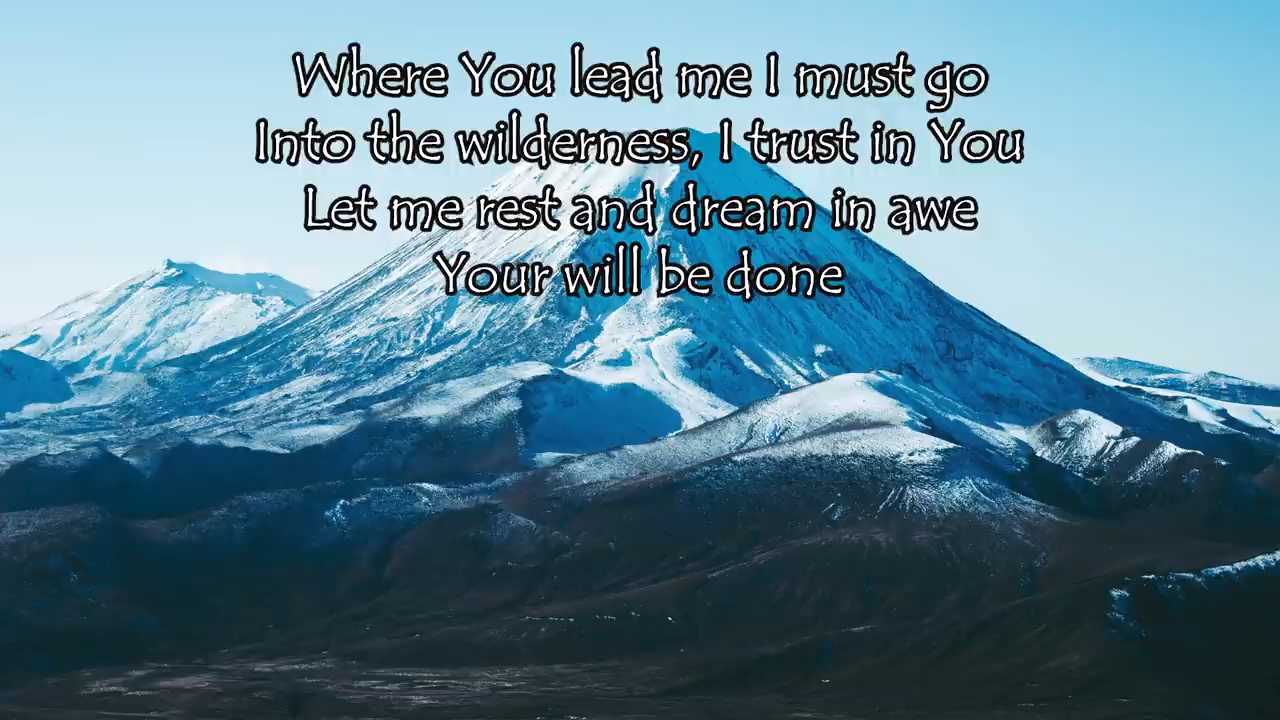 Where You lead me I must go
Into the wilderness, I trust in You
Let me rest and dream in awe
Your will be done